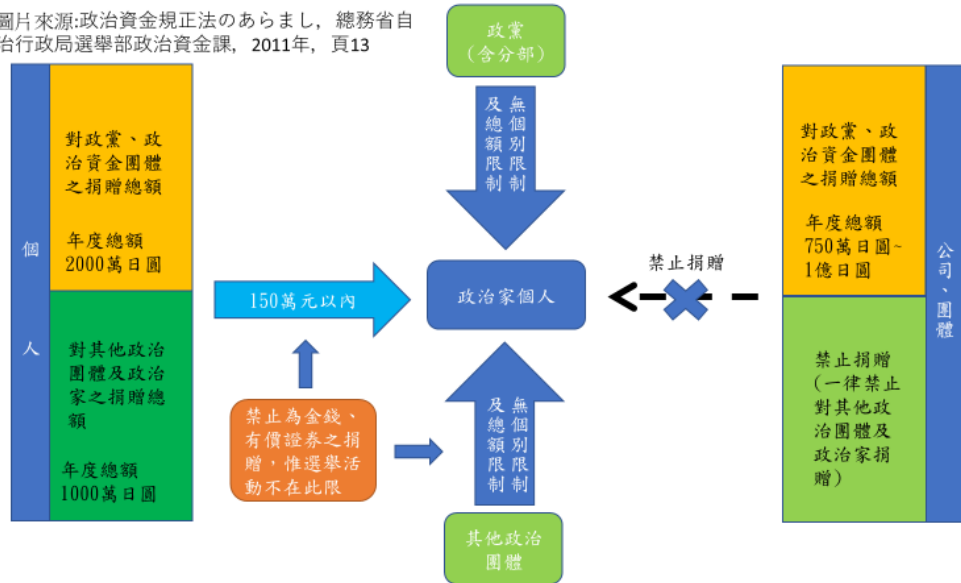 圖片來源:政治資金規正法のあらまし，總務省自
治行政局選舉部政治資金課，2011年，頁13
政黨
(含分部)
無個別限制
及總額限制
個
人
對政黨、政
治資金團體
之捐贈總額
年度總額
2000萬日圓
對其他政治
團體及政治
家之捐贈總
額
年度總額
1000萬日圓
150萬元以內
禁止為金錢、
有價證券之捐
贈，惟選舉活
動不在此限
政治家個人
禁止捐贈
無個別限制
及總額限制
其他政治
團體
對政黨、政
治資金團體
之捐贈總額
年度總額
750萬日圓~
1億日圓
禁止捐贈
(一律禁止
對其他政
治團體及
政治家捐
贈)
公司、團體